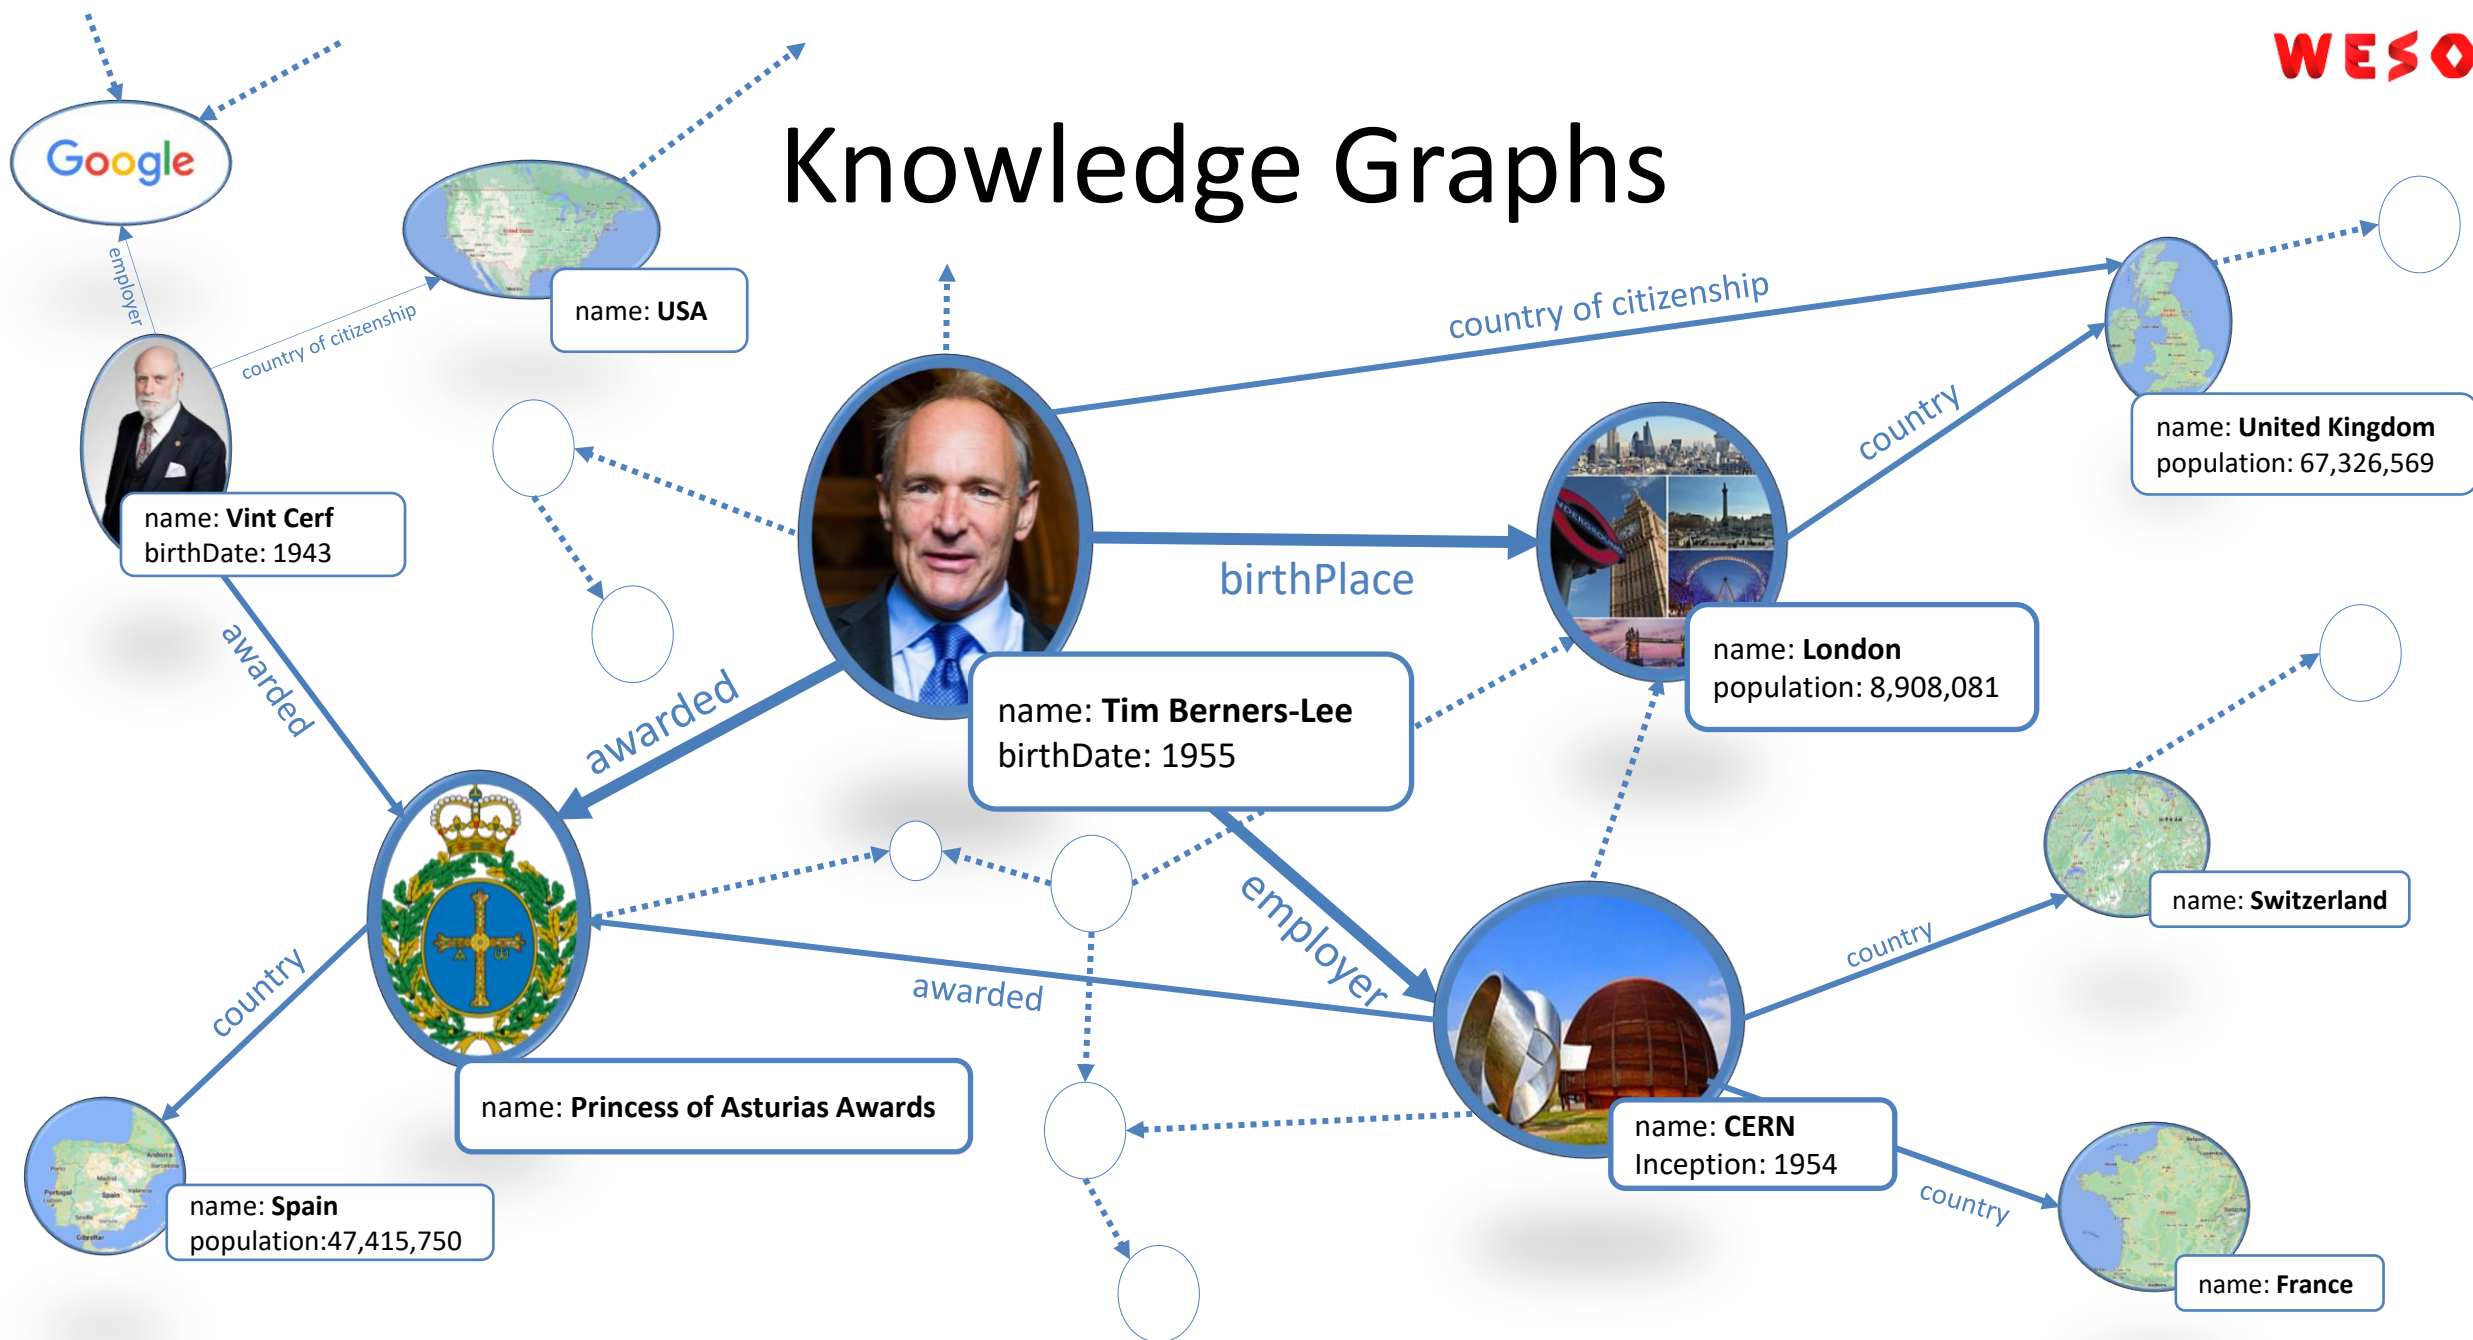 WESO
Knowledge Graphs
Google
employer
country of citizenship
name: USA
country of citizenship
country
name: United Kingdom
population: 67,326,569
name: Vint Cerf
birthDate: 1943
birthPlace
UNDERGROUND
name: London
population: 8,908,081
awarded
awarded
name: Tim Berners-Lee
birthDate: 1955
employer
country
name: Switzerland
awarded
country
name: Princess of Asturias Awards
name: CERN
Inception: 1954
country
name: Spain
population:47,415,750
name: France